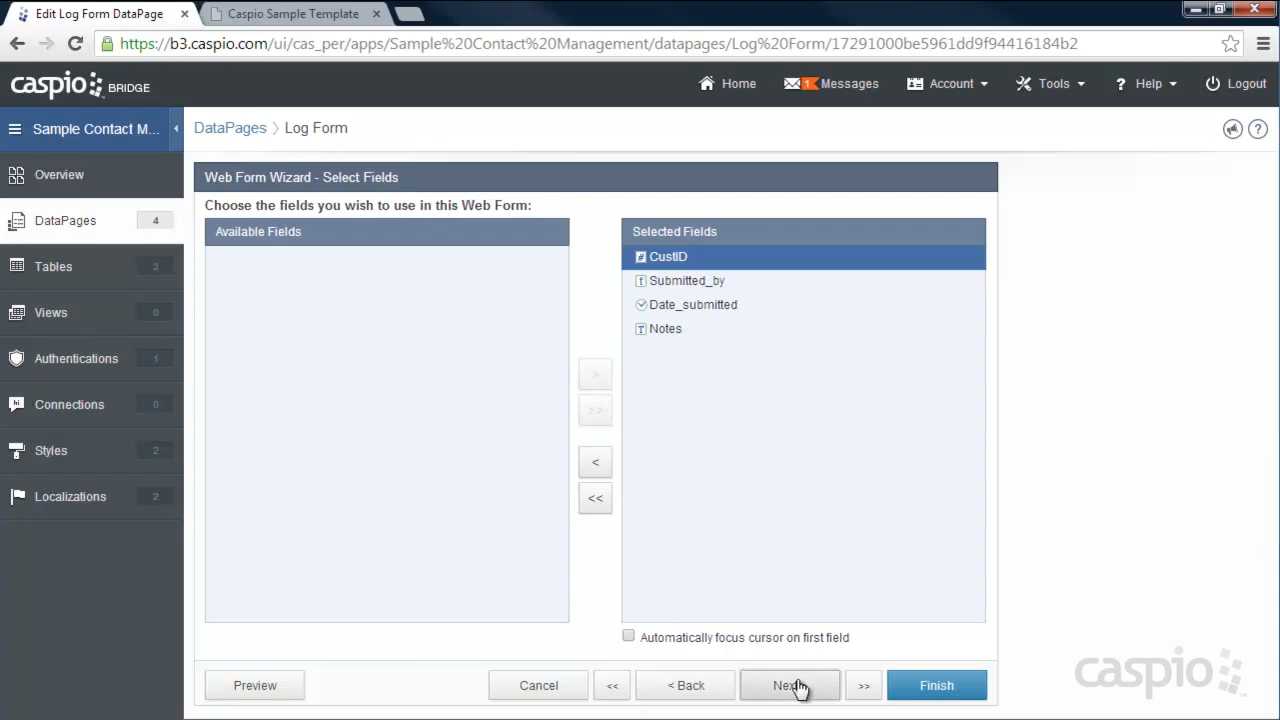 Edit Log Form DataPage
Caspio Sample Template
https://b3.caspio.com/ui/cas_per/apps/Sample%20Contact%20Management/datapages/Log%20Form/17291000be5961dd9f94416184b2
caspio BRIDGE
Home
1
Messages
Account
Tools
? Help
Logout
Sample Contact M...
DataPages > Log Form
?
Overview
DataPages 4
Tables 3
Views 0
Authentications 1
hi Connections 0
Styles 2
Localizations 2
Web Form Wizard - Select Fields
Choose the fields you wish to use in this Web Form:
Available Fields
Selected Fields
# CustID
t Submitted_by
Date_submitted
T Notes
>
>>
<
<<
Automatically focus cursor on first field
Preview
Cancel
<<
< Back
>>
Finish
caspio